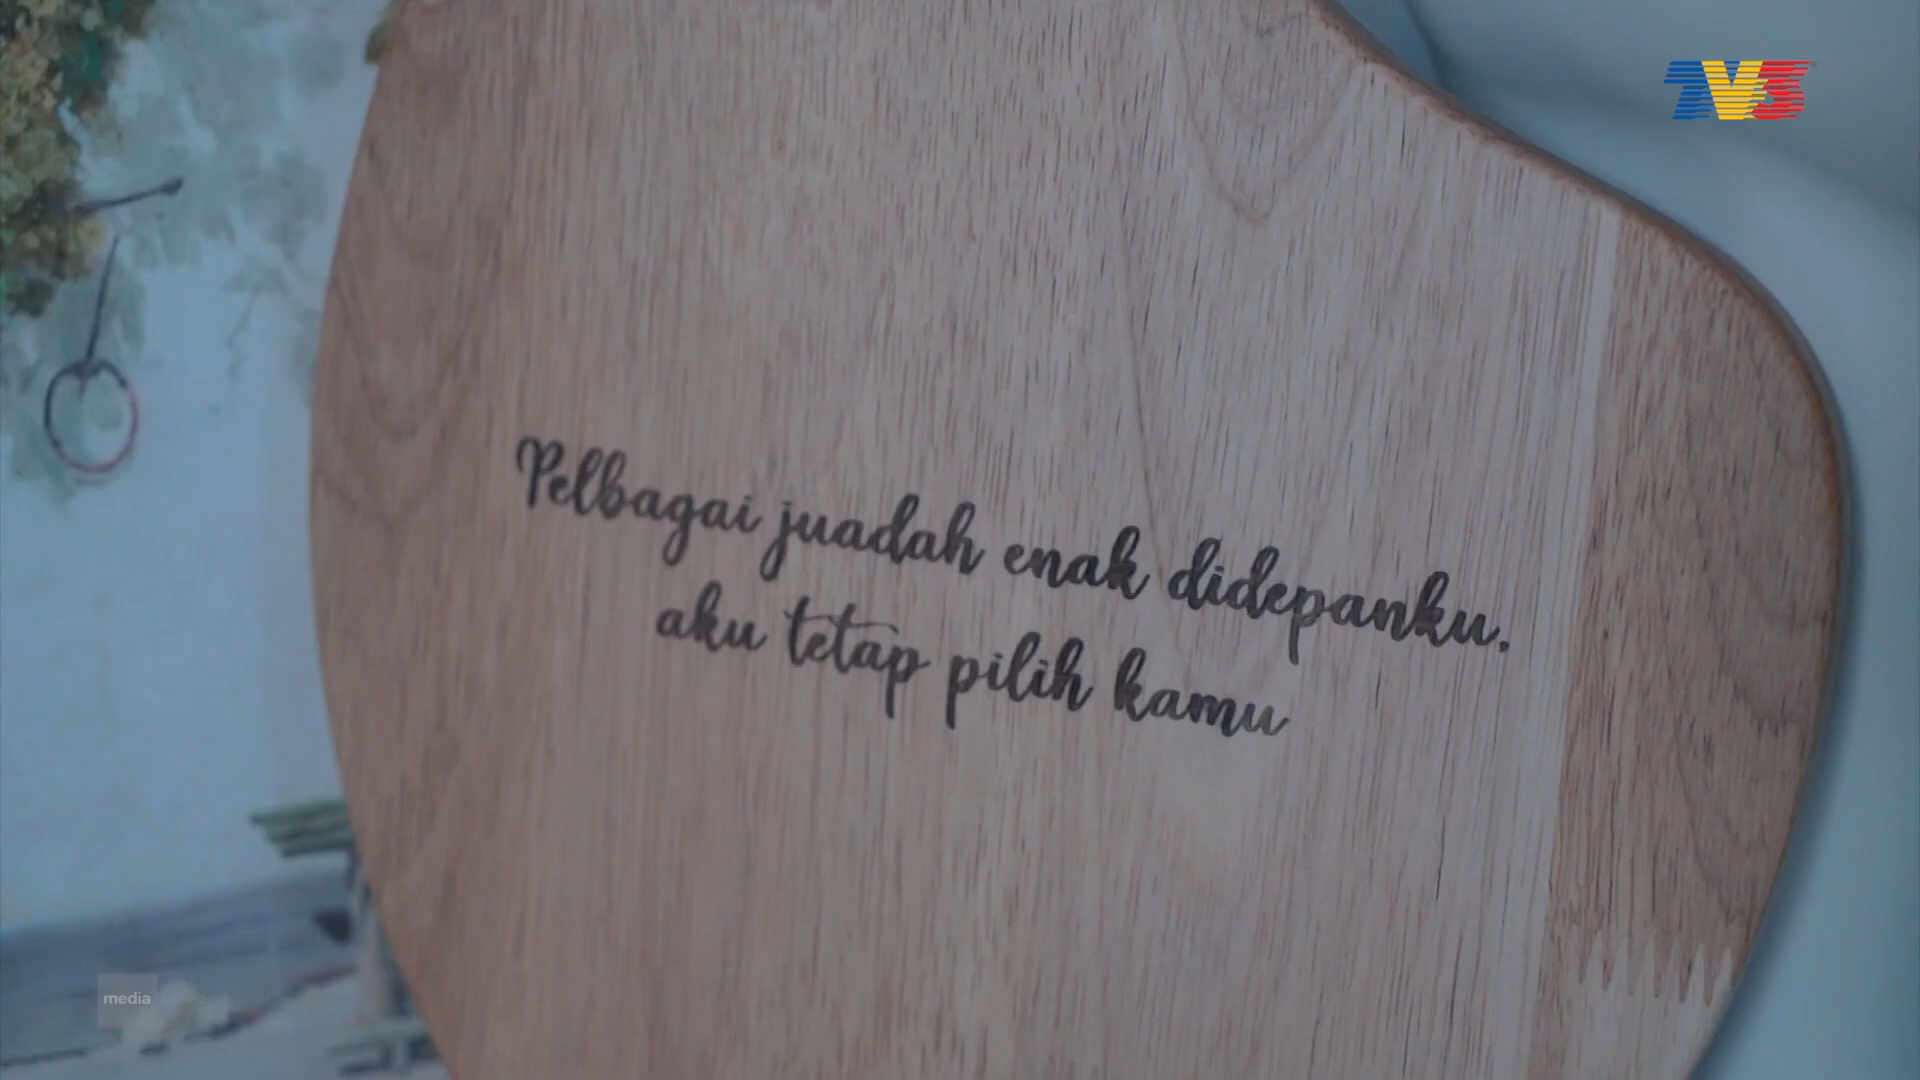 TV3
Pelbagai juadah enak didepanku.
aku tetap pilih kamu
media